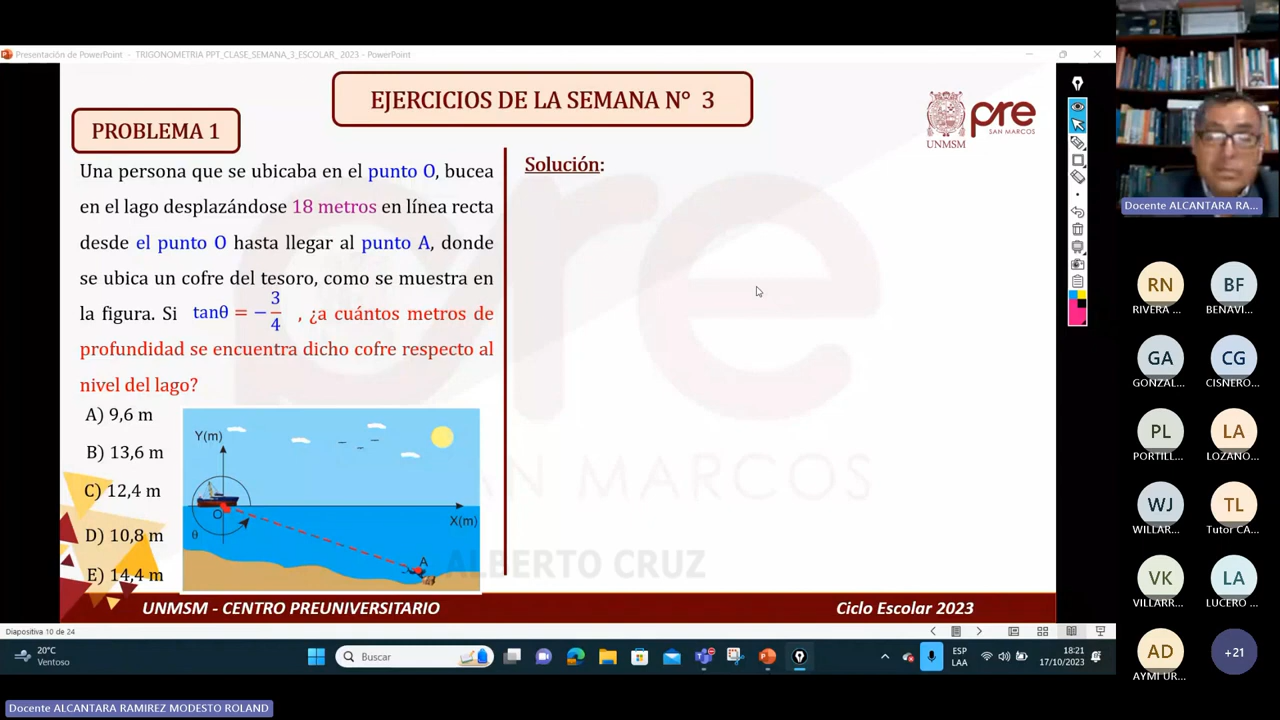 Presentación de PowerPoint - TRIGONOMETRIA PPT_CLASE_SEMANA_3_ESCOLAR_ 2023 - PowerPoint
EJERCICIOS DE LA SEMANA N° 3
PROBLEMA 1
pre
SAN MARCOS
UNMSM
Una persona que se ubicaba en el punto O, bucea
en el lago desplazándose 18 metros en línea recta
desde el punto O hasta llegar al punto A, donde
se ubica un cofre del tesoro, como se muestra en
la figura. Si tanθ = −3/4 , ¿a cuántos metros de
profundidad se encuentra dicho cofre respecto al
nivel del lago?
A) 9,6 m
B) 13,6 m
C) 12,4 m
D) 10,8 m
E) 14,4 m
Y(m)
X(m)
O
θ
A
Solución:
pre
SAN MARCOS
ALBERTO CRUZ
UNMSM - CENTRO PREUNIVERSITARIO
Ciclo Escolar 2023
Diapositiva 10 de 24
20°C
Ventoso
Buscar
ESP
LAA
18:21
17/10/2023
Docente ALCANTARA RAMIREZ MODESTO ROLAND
Docente ALCANTARA RA...
RN
RIVERA ...
BF
BENAVI...
GA
GONZAL...
CG
CISNERO...
PL
PORTILL...
LA
LOZANO...
WJ
WILLAR...
TL
Tutor CA...
VK
VILLARR...
LA
LUCERO ...
AD
AYMI UR...
+21